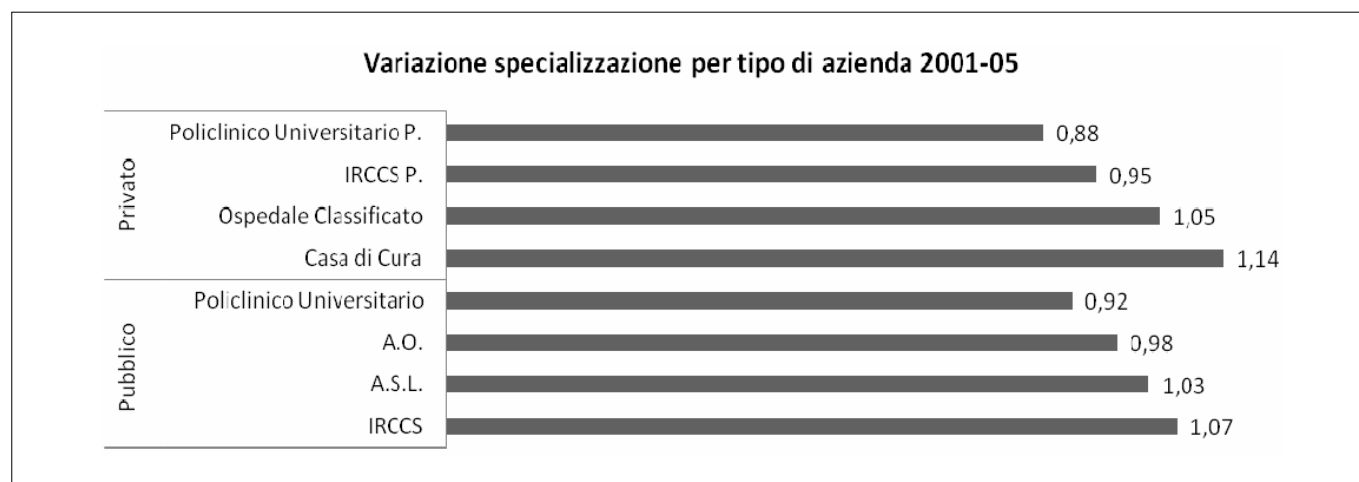 Variazione specializzazione per tipo di azienda 2001-05
Privato
Policlinico Universitario P. 0,88
IRCCS P. 0,95
Ospedale Classificato 1,05
Casa di Cura 1,14
Pubblico
Policlinico Universitario 0,92
A.O. 0,98
A.S.L. 1,03
IRCCS 1,07